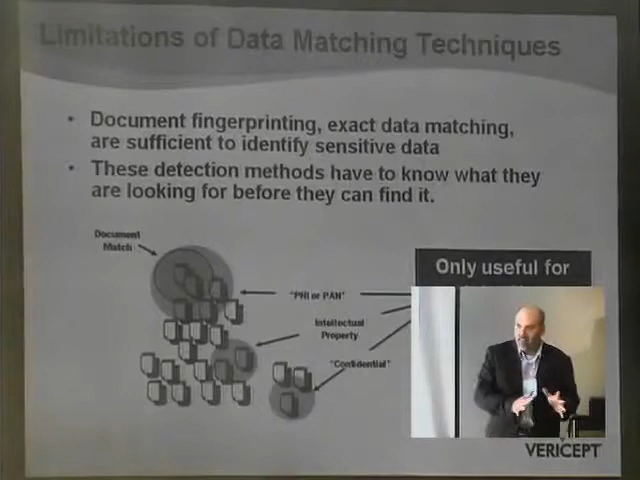 Limitations of Data Matching Techniques
• Document fingerprinting, exact data matching,
are sufficient to identify sensitive data
• These detection methods have to know what they
are looking for before they can find it.
Document
Match
Only useful for
"PHI or PAN"
Intellectual
Property
"Confidential"
VERICEPT